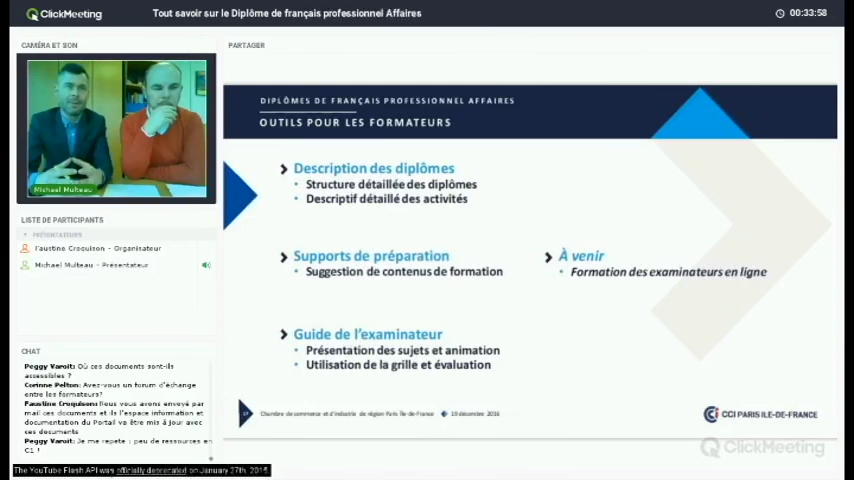 ClickMeeting
Tout savoir sur le Diplôme de français professionnel Affaires
00:33:58
CAMÉRA ET SON
Michael Multeau
LISTE DE PARTICIPANTS
PRÉSENTATEURS
Faustine Croquison - Organisateur
Michael Multeau - Présentateur
CHAT
Peggy Varoit: Où ces documents sont-ils
accessibles ?
Corinne Pelton: Avez-vous un forum d'échange
entre les formateurs?
Faustine Croquison: Nous vous avons envoyé par
mail ces documents et ils l'espace information et
documentation du Portail va être mis à jour avec
ces documents
Peggy Varoit: Je me repete : peu de ressources en
C1 !
The YouTube Flash API was officially deprecated on January 27th, 2015.
PARTAGER
DIPLÔMES DE FRANÇAIS PROFESSIONNEL AFFAIRES
OUTILS POUR LES FORMATEURS
Description des diplômes
• Structure détaillée des diplômes
• Descriptif détaillé des activités
Supports de préparation
• Suggestion de contenus de formation
À venir
• Formation des examinateurs en ligne
Guide de l'examinateur
• Présentation des sujets et animation
• Utilisation de la grille et évaluation
17
Chambre de commerce et d'industrie de région Paris Île-de-France
19 décembre 2016
CCI PARIS ILE-DE-FRANCE
ClickMeeting